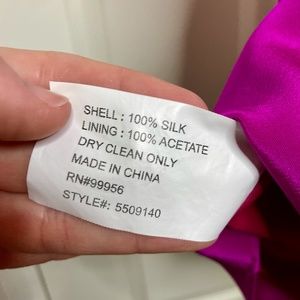 SHELL : 100% SILK
LINING : 100% ACETATE
DRY CLEAN ONLY
MADE IN CHINA
RN#99956
STYLE#: 5509140